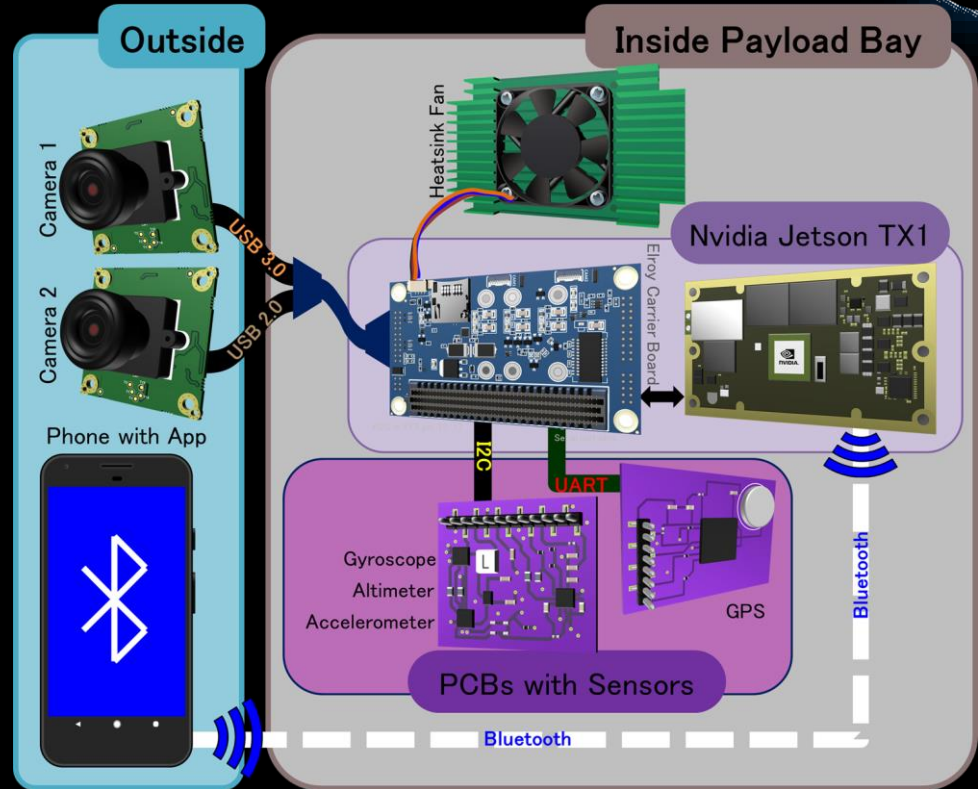 Outside
Inside Payload Bay
Camera 1
Camera 2
USB 3.0
USB 2.0
Heatsink Fan
Nvidia Jetson TX1
Elroy Carrier Board
NVIDIA
Phone with App
I2C
UART
L
Gyroscope
Altimeter
Accelerometer
GPS
PCBs with Sensors
Bluetooth
Bluetooth